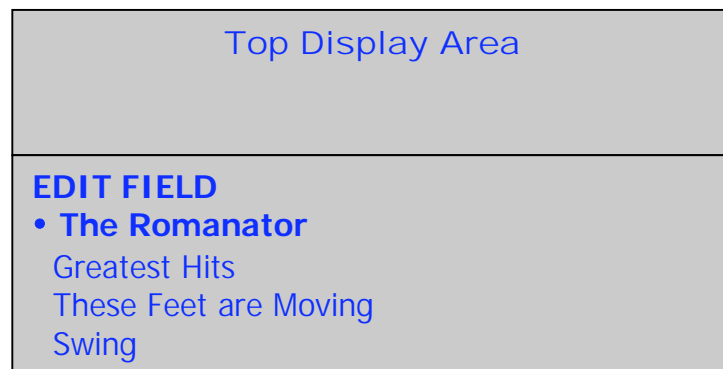 Top Display Area
EDIT FIELD
• The Romanator
Greatest Hits
These Feet are Moving
Swing